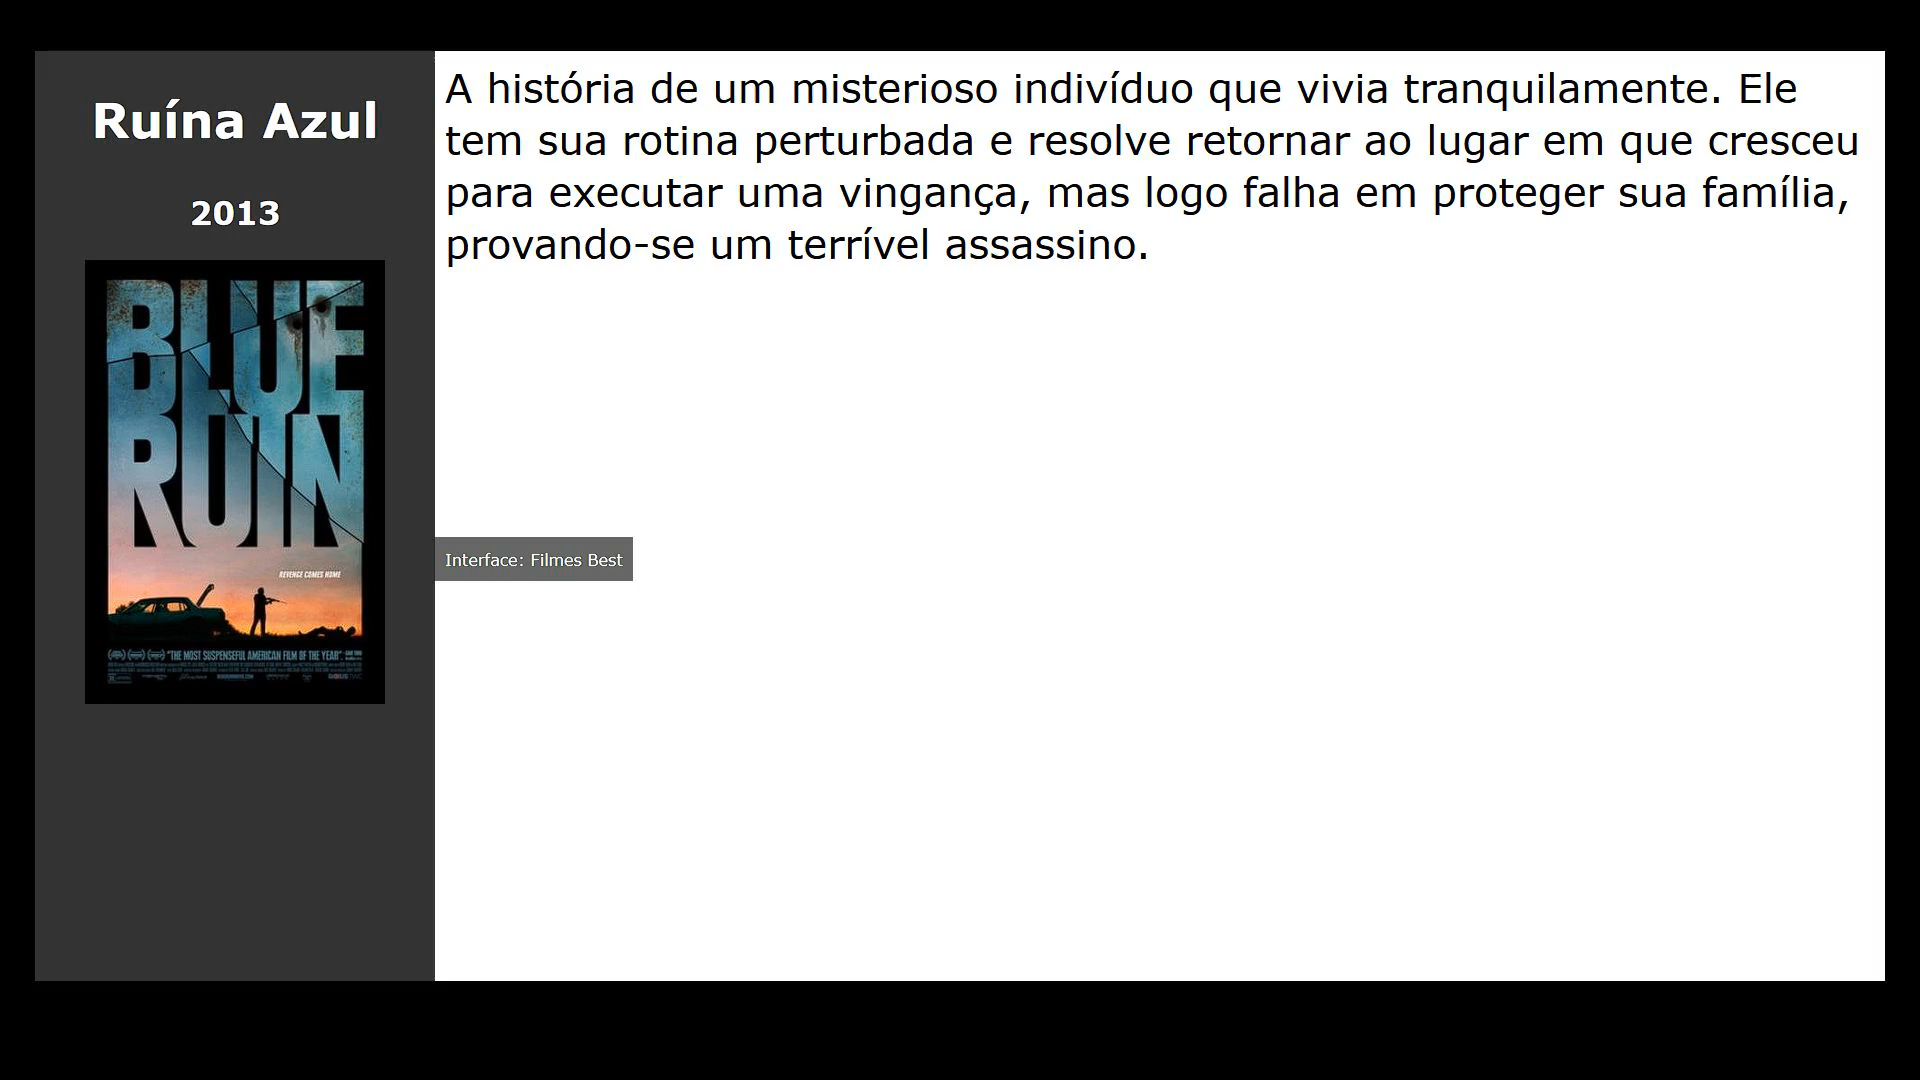 Ruína Azul
2013
BLUE
RUIN
REVENGE COMES HOME
"THE MOST SUSPENSEFUL AMERICAN FILM OF THE YEAR"
A história de um misterioso indivíduo que vivia tranquilamente. Ele
tem sua rotina perturbada e resolve retornar ao lugar em que cresceu
para executar uma vingança, mas logo falha em proteger sua família,
provando-se um terrível assassino.
Interface: Filmes Best